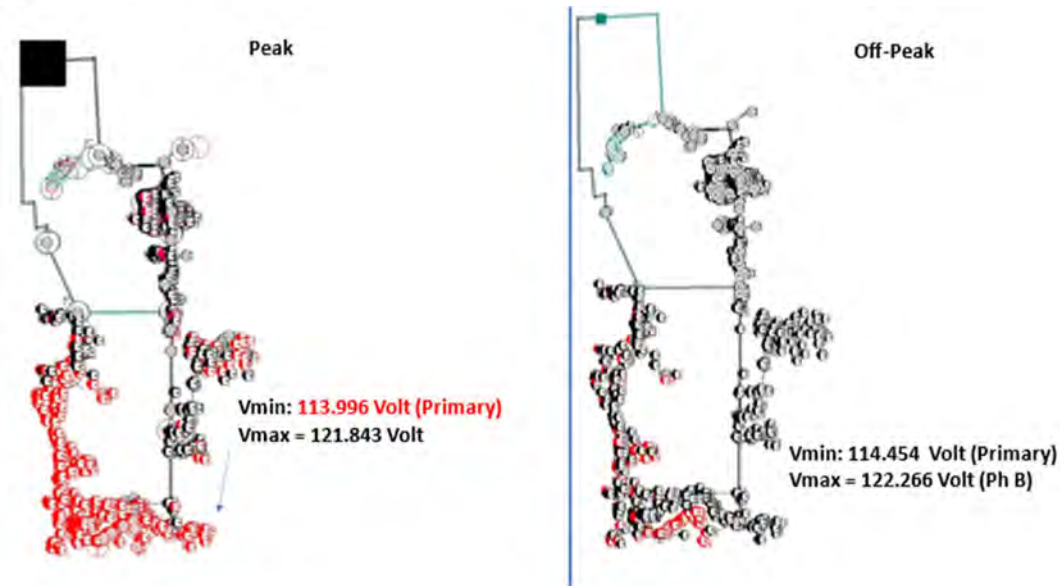 Peak
Vmin: 113.996 Volt (Primary)
Vmax = 121.843 Volt
Off-Peak
Vmin: 114.454 Volt (Primary)
Vmax = 122.266 Volt (Ph B)